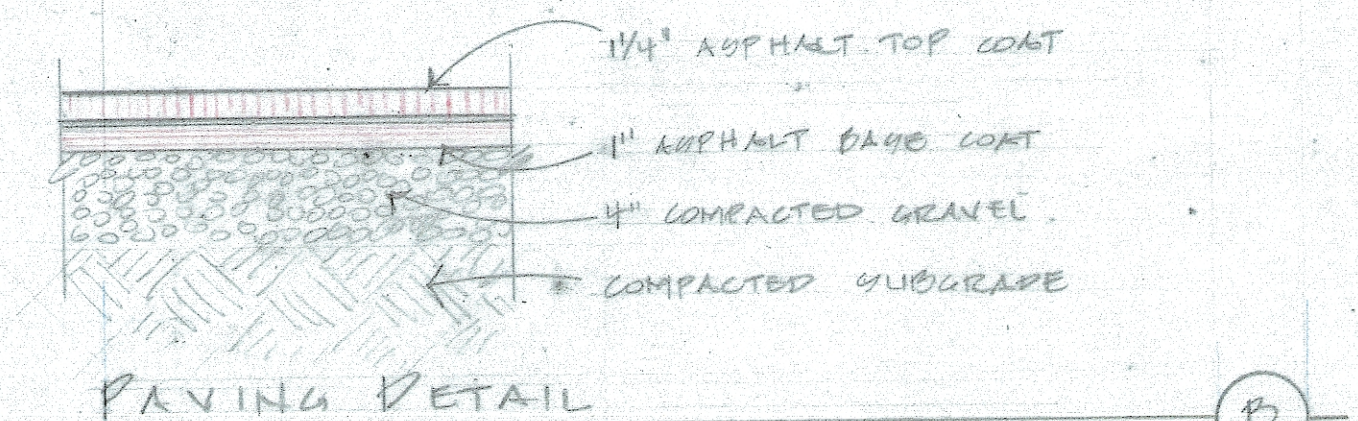 1 1/4" ASPHALT TOP COAT
1" ASPHALT BASE COAT
4" COMPACTED GRAVEL
COMPACTED SUBGRADE
PAVING DETAIL
B